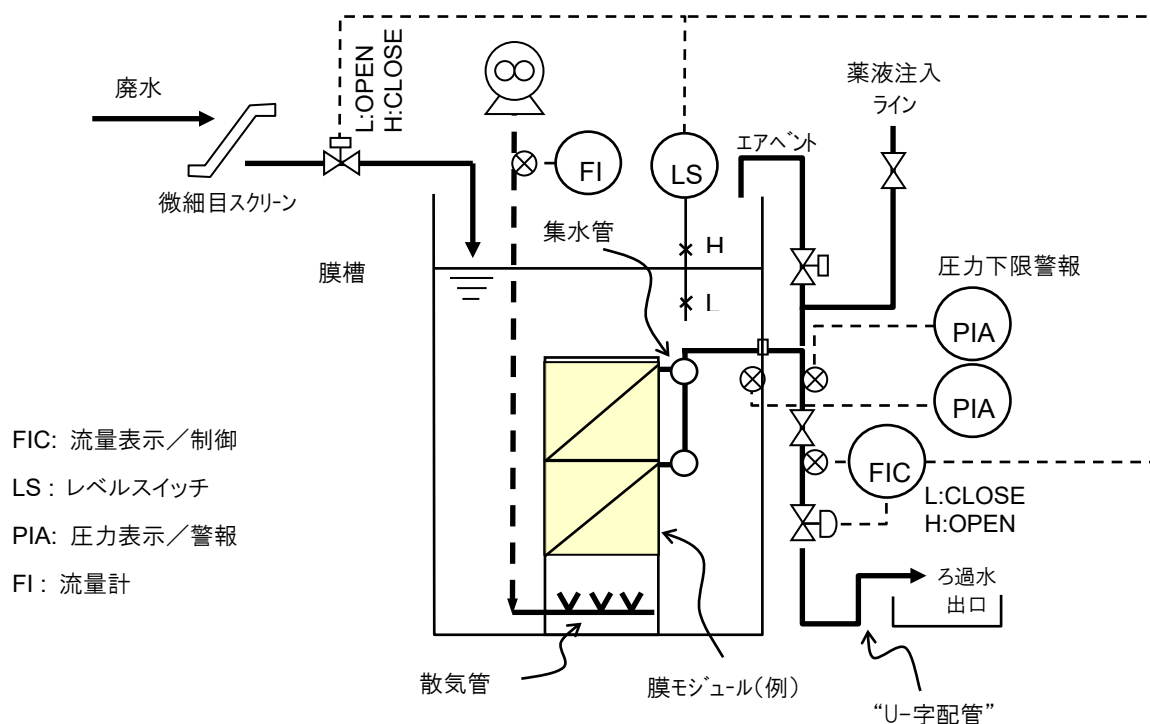 廃水
L:OPEN
H:CLOSE
薬液注入
ライン
エアベント
FI
LS
微細目スクリーン
集水管
H
膜槽
圧力下限警報
L
PIA
PIA
FIC: 流量表示／制御
FIC
LS : レベルスイッチ
L:CLOSE
H:OPEN
PIA: 圧力表示／警報
FI : 流量計
ろ過水
出口
散気管
膜モジュール(例)
“U-字配管”